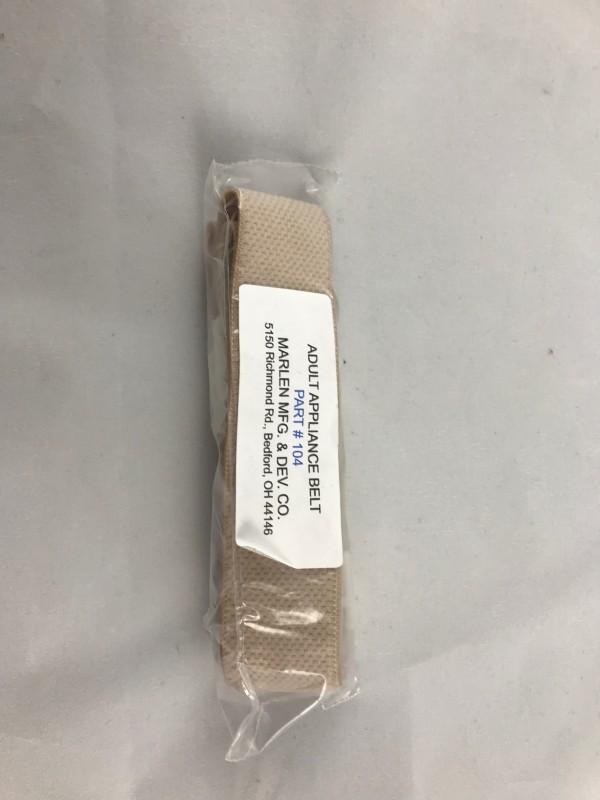 ADULT APPLIANCE BELT
PART # 104
MARLEN MFG. & DEV. CO.
5150 Richmond Rd., Bedford, OH 44146